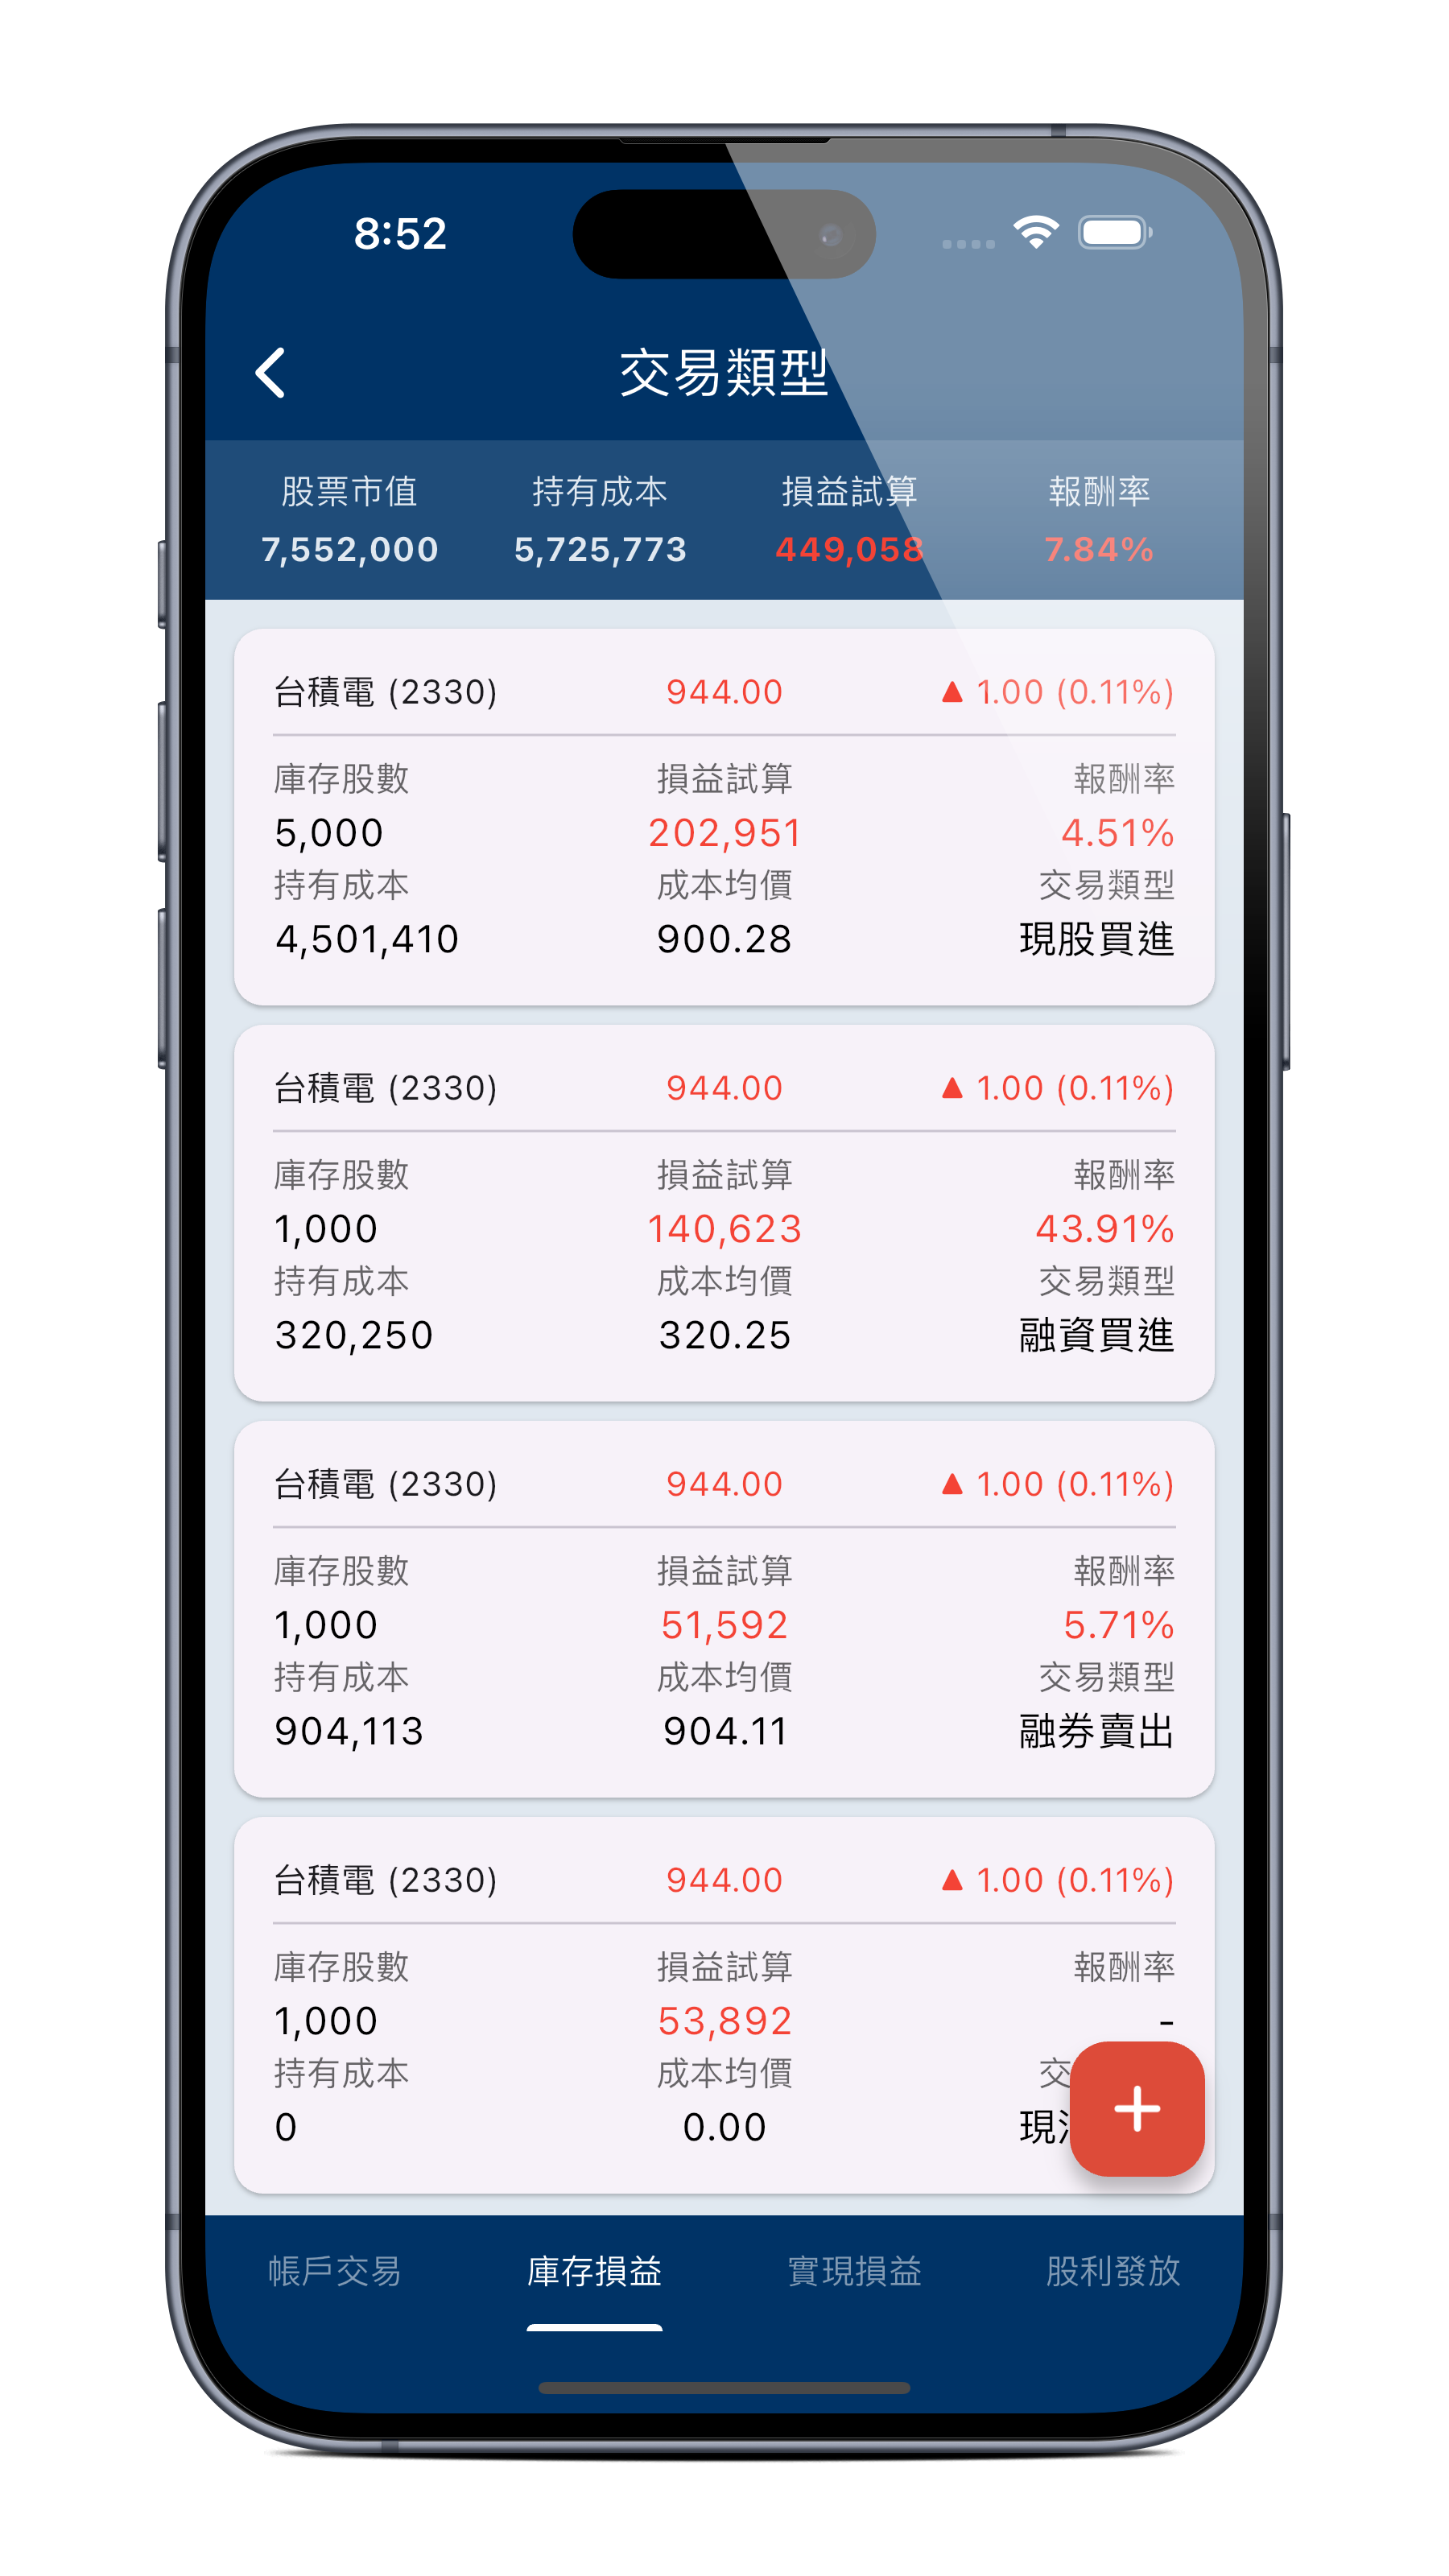 8:52
交易類型
股票市值 持有成本 損益試算 報酬率
7,552,000 5,725,773 449,058 7.84%
台積電 (2330) 944.00 ▲ 1.00 (0.11%)
庫存股數 損益試算 報酬率
5,000 202,951 4.51%
持有成本 成本均價 交易類型
4,501,410 900.28 現股買進
台積電 (2330) 944.00 ▲ 1.00 (0.11%)
庫存股數 損益試算 報酬率
1,000 140,623 43.91%
持有成本 成本均價 交易類型
320,250 320.25 融資買進
台積電 (2330) 944.00 ▲ 1.00 (0.11%)
庫存股數 損益試算 報酬率
1,000 51,592 5.71%
持有成本 成本均價 交易類型
904,113 904.11 融券賣出
台積電 (2330) 944.00 ▲ 1.00 (0.11%)
庫存股數 損益試算 報酬率
1,000 53,892 -
持有成本 成本均價 交
0 0.00 現
帳戶交易 庫存損益 實現損益 股利發放